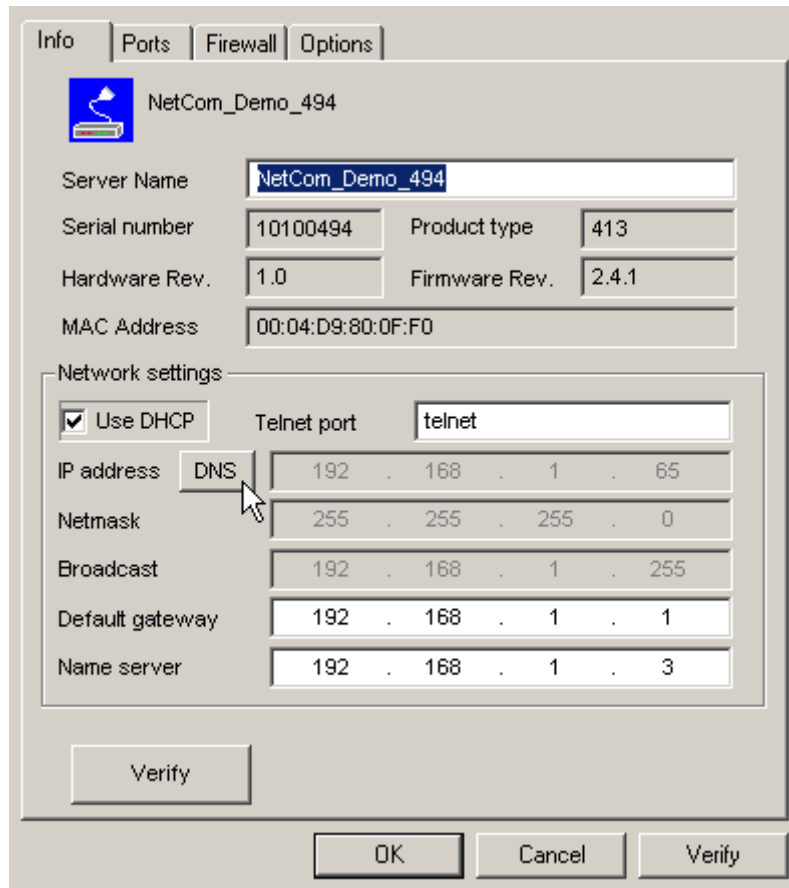 Info Ports Firewall Options
NetCom_Demo_494
Server Name NetCom_Demo_494
Serial number 10100494 Product type 413
Hardware Rev. 1.0 Firmware Rev. 2.4.1
MAC Address 00:04:D9:80:0F:F0
Network settings
Use DHCP Telnet port telnet
IP address DNS 192 . 168 . 1 . 65
Netmask 255 . 255 . 255 . 0
Broadcast 192 . 168 . 1 . 255
Default gateway 192 . 168 . 1 . 1
Name server 192 . 168 . 1 . 3
Verify
OK Cancel Verify